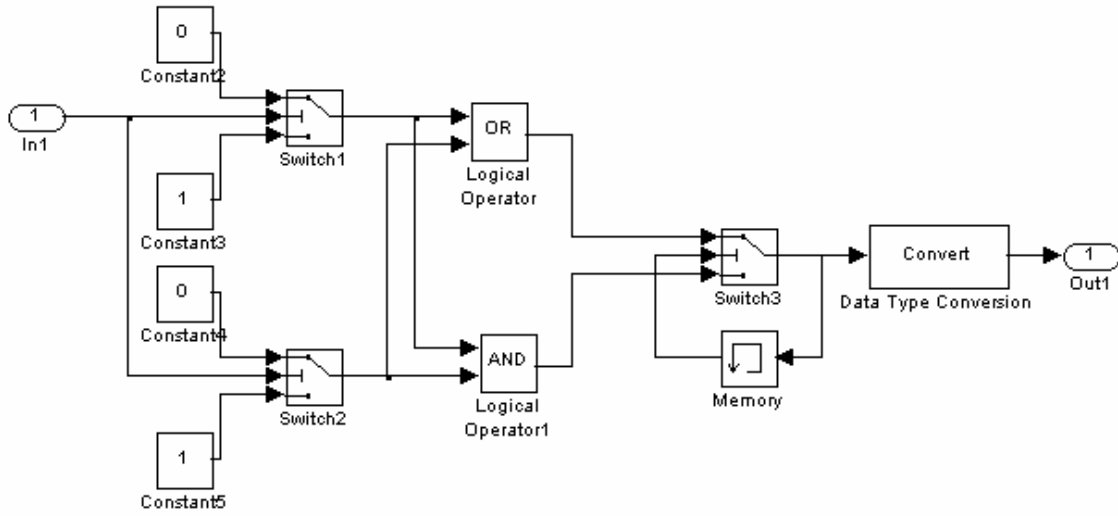 0
Constant2
1
In1
Switch1
1
Constant3
OR
Logical
Operator
0
Constant4
Switch2
1
Constant5
AND
Logical
Operator1
Switch3
Memory
Convert
Data Type Conversion
1
Out1